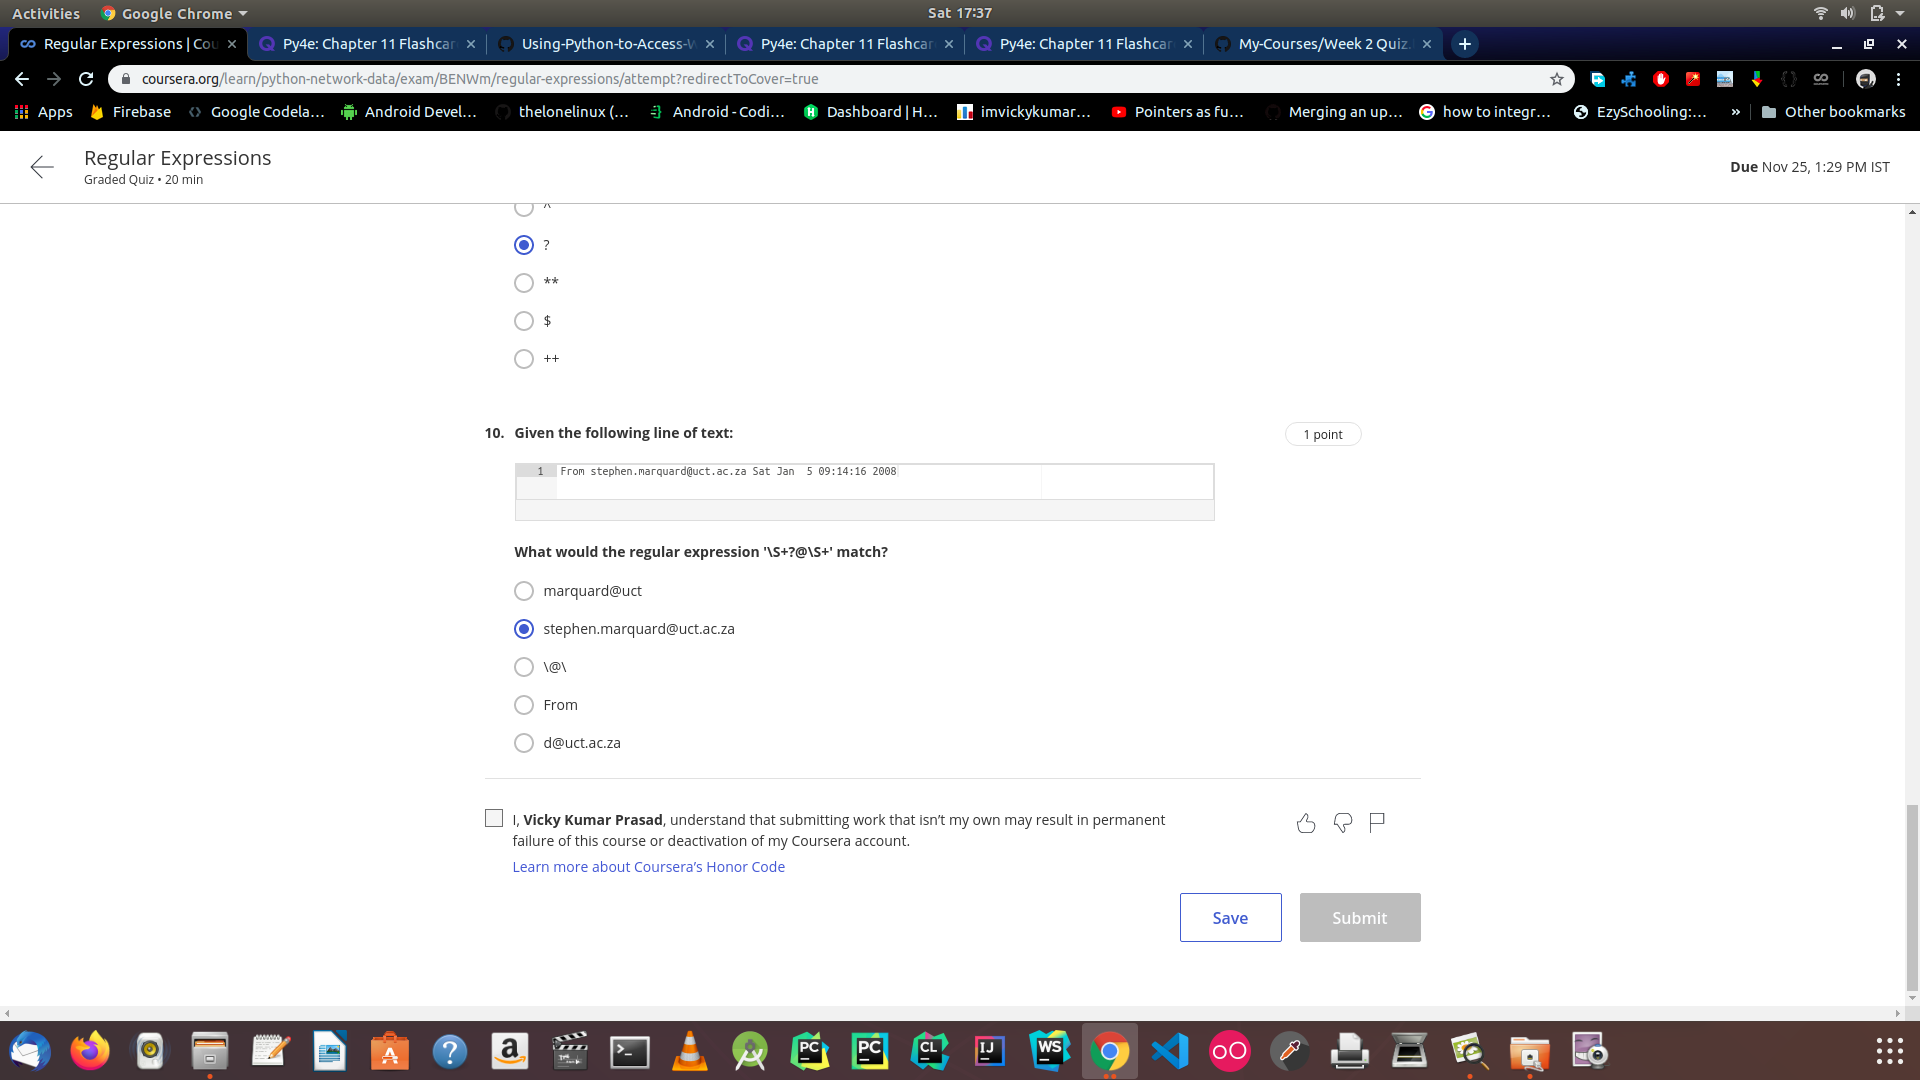 Activities Google Chrome Sat 17:37
Regular Expressions | Cou Py4e: Chapter 11 Flashcar Using-Python-to-Access-W Py4e: Chapter 11 Flashcar Py4e: Chapter 11 Flashcar My-Courses/Week 2 Quiz.
coursera.org/learn/python-network-data/exam/BENWm/regular-expressions/attempt?redirectToCover=true
Apps Firebase Google Codela... Android Devel... thelonelinux (... Android - Codi... Dashboard | H... imvickykumar... Pointers as fu... Merging an up... how to integr... EzySchooling:... » Other bookmarks
Regular Expressions
Graded Quiz • 20 min
Due Nov 25, 1:29 PM IST
^
?
**
$
++
10. Given the following line of text:
1 point
1 From stephen.marquard@uct.ac.za Sat Jan  5 09:14:16 2008
What would the regular expression '\S+?@\S+' match?
marquard@uct
stephen.marquard@uct.ac.za
\@\
From
d@uct.ac.za
I, Vicky Kumar Prasad, understand that submitting work that isn't my own may result in permanent
failure of this course or deactivation of my Coursera account.
Learn more about Coursera's Honor Code
Save Submit
? a >_ PC PC CL IJ WS